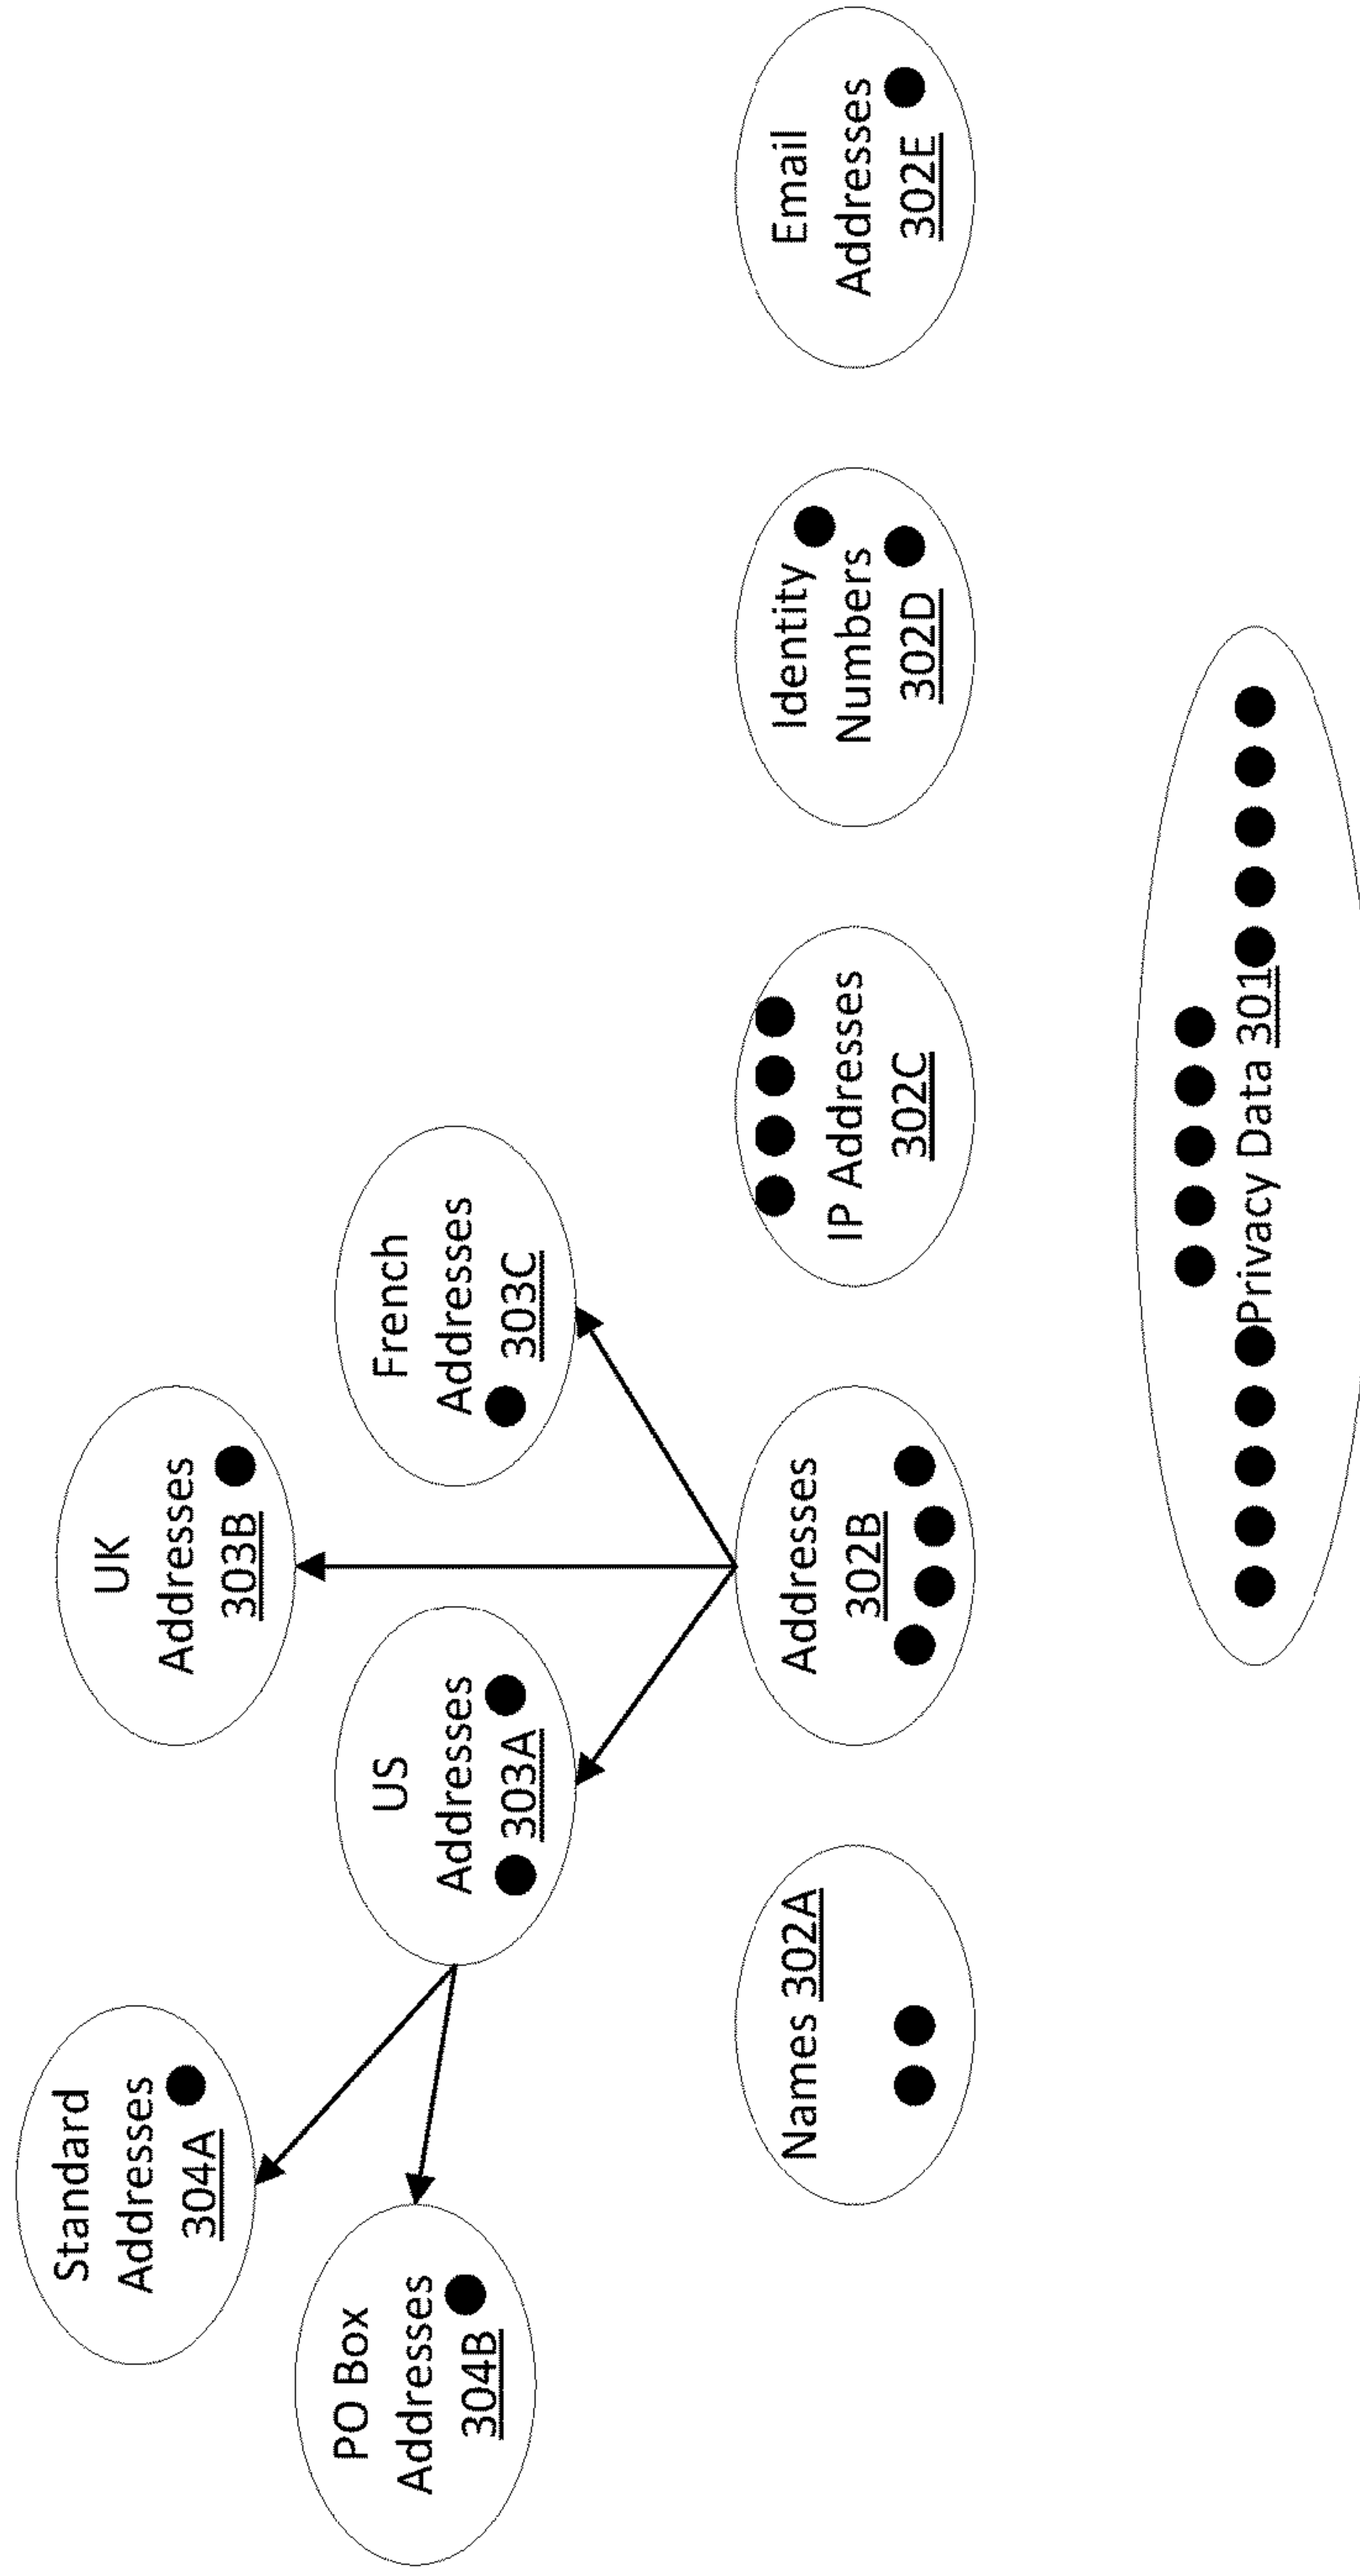 Standard
Addresses
304A
PO Box
Addresses
304B
US
Addresses
303A
UK
Addresses
303B
French
Addresses
303C
Names 302A
Addresses
302B
IP Addresses
302C
Identity
Numbers
302D
Email
Addresses
302E
Privacy Data 301